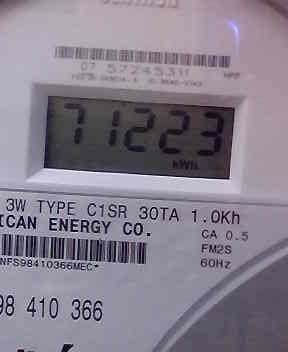 07 57245311
71223
kWh
3W TYPE C1SR 30TA 1.0Kh
ICAN ENERGY CO.
CA 0.5
FM2S
60Hz
NFS98410366MEC
98 410 366